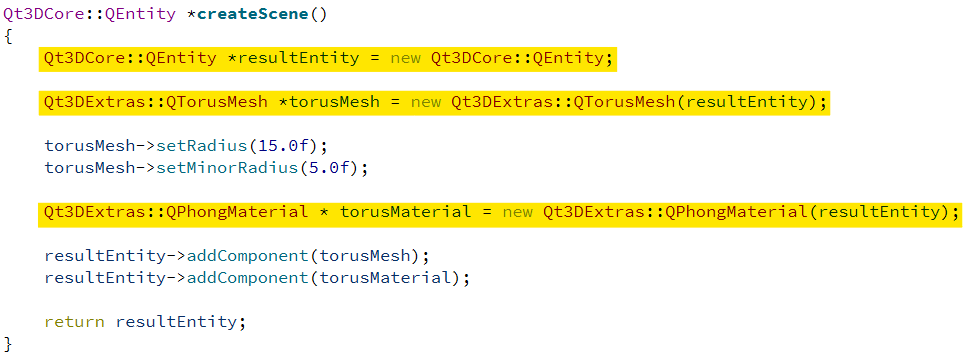 Qt3DCore::QEntity *createScene()
{
Qt3DCore::QEntity *resultEntity = new Qt3DCore::QEntity;
Qt3DExtras::QTorusMesh *torusMesh = new Qt3DExtras::QTorusMesh(resultEntity);
torusMesh->setRadius(15.0f);
torusMesh->setMinorRadius(5.0f);
Qt3DExtras::QPhongMaterial * torusMaterial = new Qt3DExtras::QPhongMaterial(resultEntity);
resultEntity->addComponent(torusMesh);
resultEntity->addComponent(torusMaterial);
return resultEntity;
}